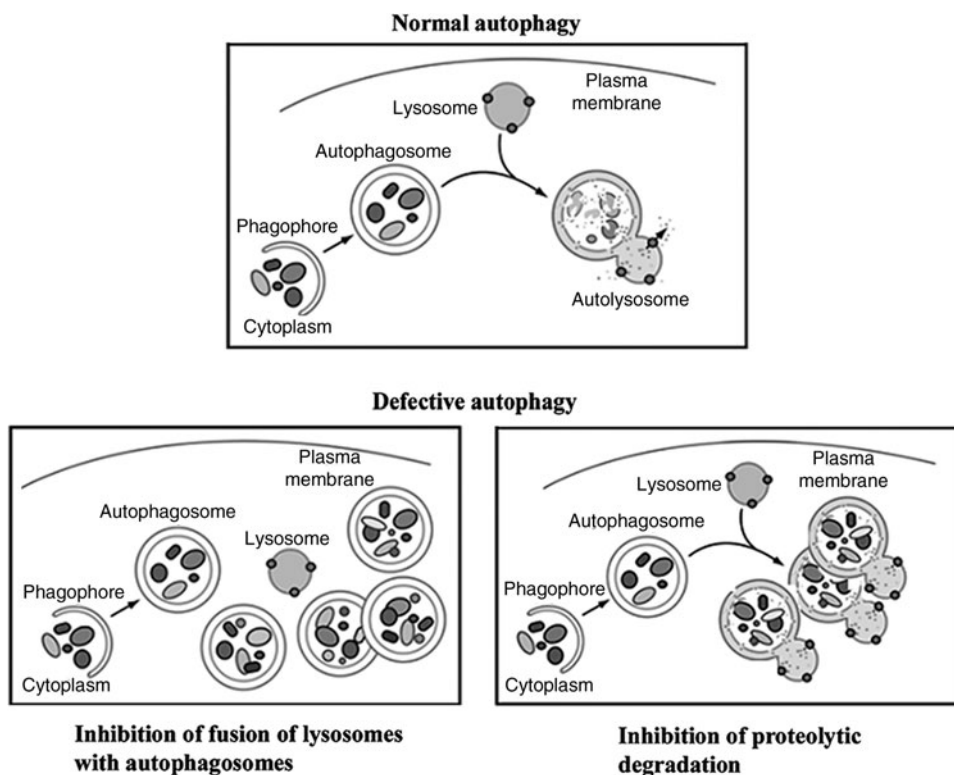 Normal autophagy
Plasma
membrane
Lysosome
Autophagosome
Phagophore
Cytoplasm
Autolysosome
Defective autophagy
Plasma
membrane
Autophagosome
Lysosome
Phagophore
Cytoplasm
Inhibition of fusion of lysosomes
with autophagosomes
Plasma
membrane
Lysosome
Autophagosome
Phagophore
Cytoplasm
Inhibition of proteolytic
degradation